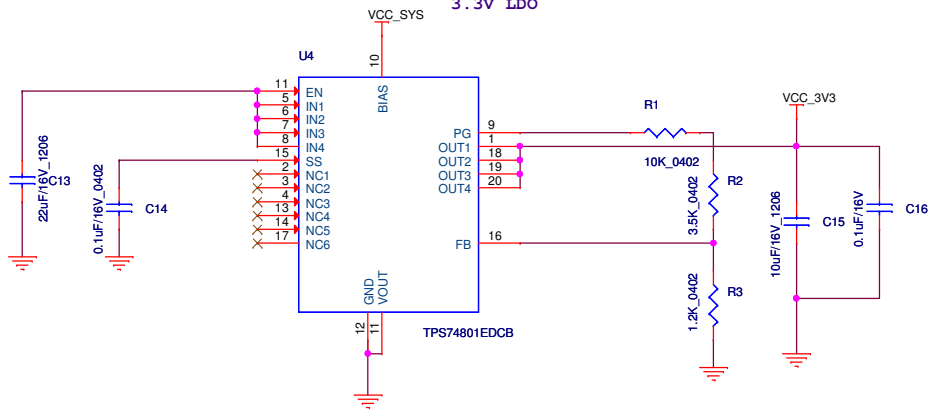 3.3V LDO
VCC_SYS
U4
10
BIAS
11 EN
5 IN1
6 IN2
7 IN3
8 IN4
15 SS
2 NC1
3 NC2
4 NC3
13 NC4
14 NC5
17 NC6
PG 9
OUT1 1
OUT2 18
OUT3 19
OUT4 20
FB 16
GND
VOUT
12
11
TPS74801EDCB
C13
22uF/16V_1206
C14
0.1uF/16V_0402
R1
10K_0402
R2
3.5K_0402
R3
1.2K_0402
VCC_3V3
C15
10uF/16V_1206
C16
0.1uF/16V